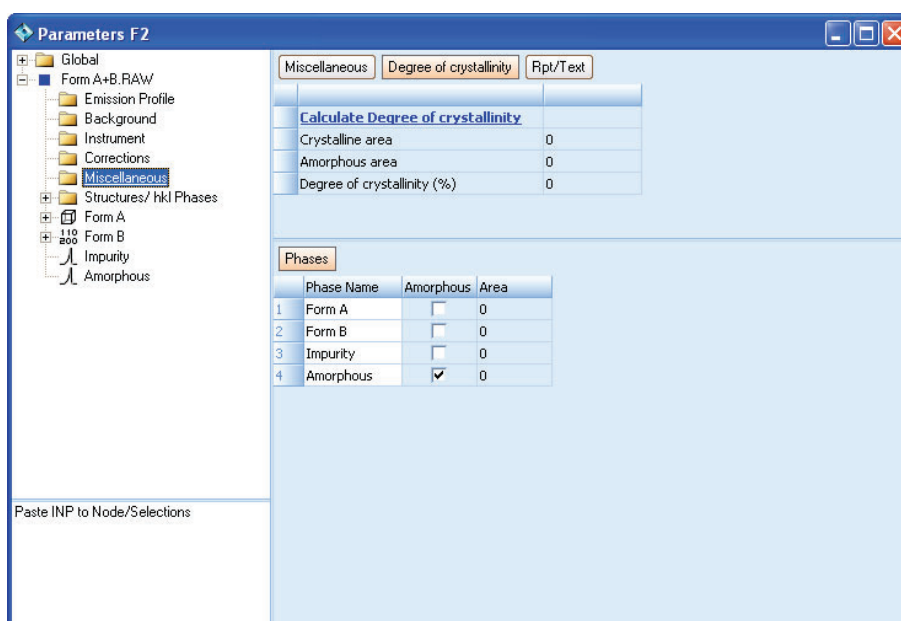 Parameters F2
Global
Form A+B.RAW
Emission Profile
Background
Instrument
Corrections
Miscellaneous
Structures/ hkl Phases
Form A
110
200 Form B
Impurity
Amorphous
Paste INP to Node/Selections
Miscellaneous Degree of crystallinity Rpt/Text
Calculate Degree of crystallinity
Crystalline area 0
Amorphous area 0
Degree of crystallinity (%) 0
Phases
Phase Name Amorphous Area
1 Form A 0
2 Form B 0
3 Impurity 0
4 Amorphous 0